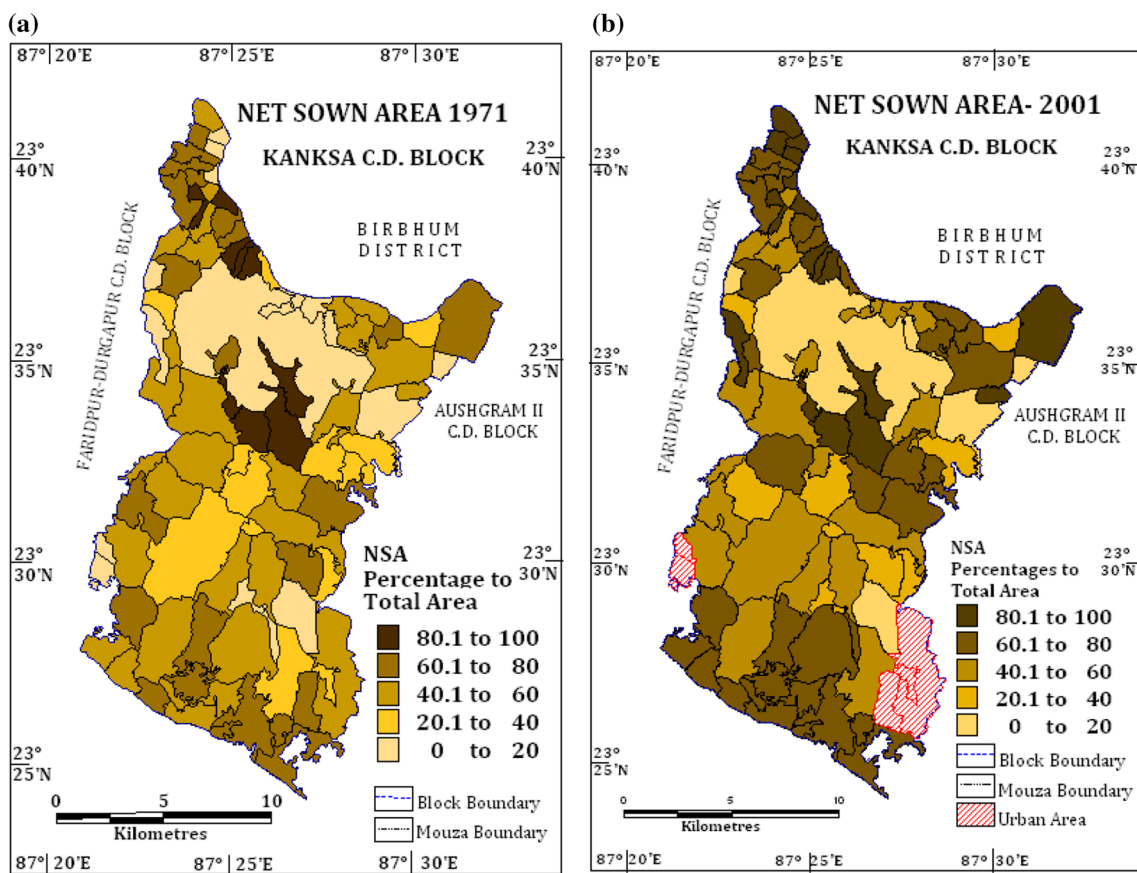 (a)
87° 20'E 87° 25'E 87° 30'E
NET SOWN AREA 1971
KANKSA C.D. BLOCK
23°
40'N
23°
40'N
BIRBHUM
DISTRICT
FARIDPUR-DURGAPUR C.D. BLOCK
23°
35'N
23°
35'N
AUSHGRAM II
C.D. BLOCK
23°
30'N
23°
30'N
NSA
Percentage to
Total Area
80.1 to 100
60.1 to 80
40.1 to 60
20.1 to 40
0 to 20
23°
25'N
Block Boundary
Mouza Boundary
0 5 10
Kilometres
87° 20'E 87° 25'E 87° 30'E
(b)
87° 20'E 87° 25'E 87° 30'E
NET SOWN AREA- 2001
KANKSA C.D. BLOCK
23°
40'N
23°
40'N
BIRBHUM
DISTRICT
FARIDPUR-DURGAPUR C.D. BLOCK
23°
35'N
23°
35'N
AUSHGRAM II
C.D. BLOCK
23°
30'N
23°
30'N
NSA
Percentages to
Total Area
80.1 to 100
60.1 to 80
40.1 to 60
20.1 to 40
0 to 20
23°
25'N
Block Boundary
Mouza Boundary
Urban Area
0 5 10
Kilometres
87° 20'E 87° 25'E 87° 30'E